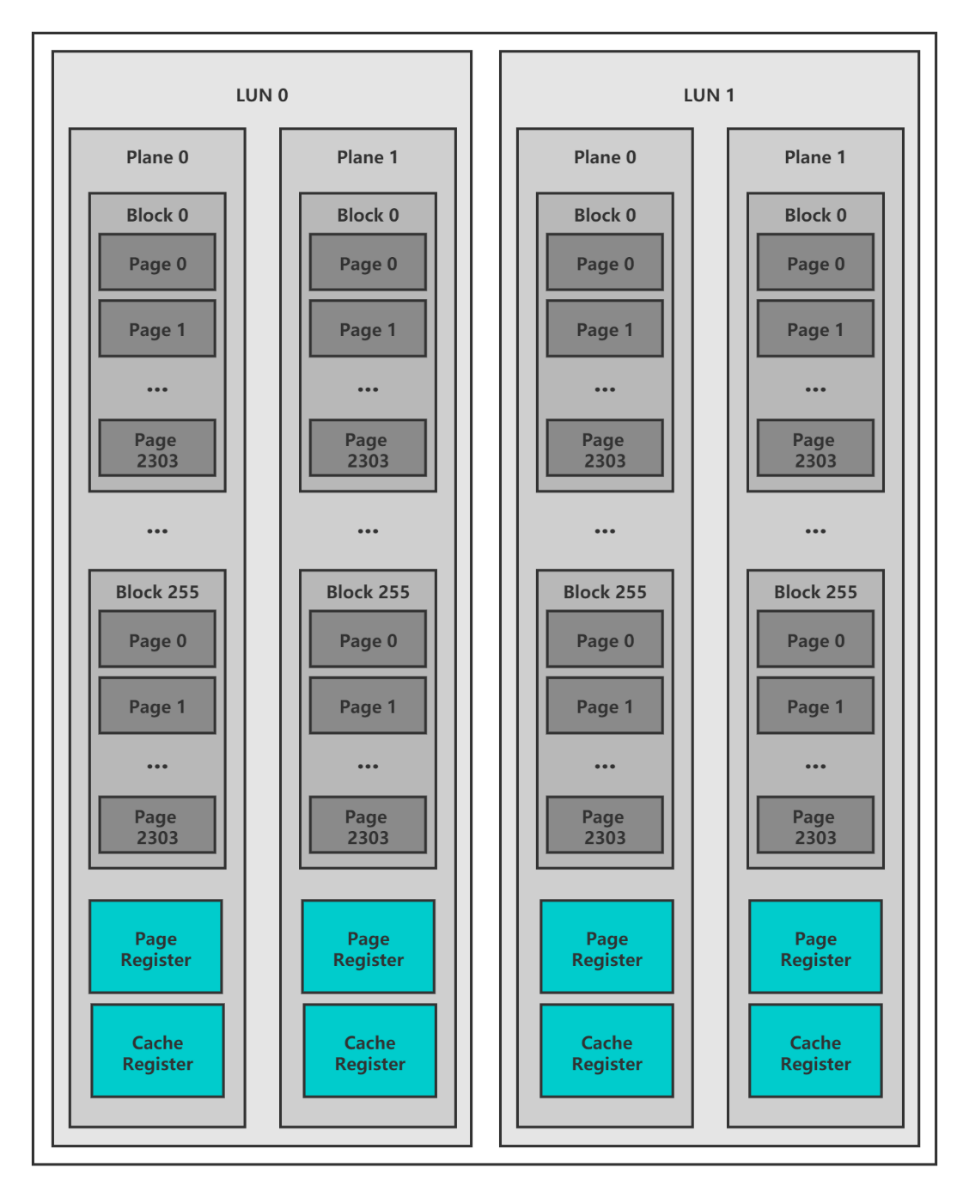 LUN 0
Plane 0
Block 0
Page 0
Page 1
...
Page
2303
...
Block 255
Page 0
Page 1
...
Page
2303
Page
Register
Cache
Register
Plane 1
Block 0
Page 0
Page 1
...
Page
2303
...
Block 255
Page 0
Page 1
...
Page
2303
Page
Register
Cache
Register
LUN 1
Plane 0
Block 0
Page 0
Page 1
...
Page
2303
...
Block 255
Page 0
Page 1
...
Page
2303
Page
Register
Cache
Register
Plane 1
Block 0
Page 0
Page 1
...
Page
2303
...
Block 255
Page 0
Page 1
...
Page
2303
Page
Register
Cache
Register